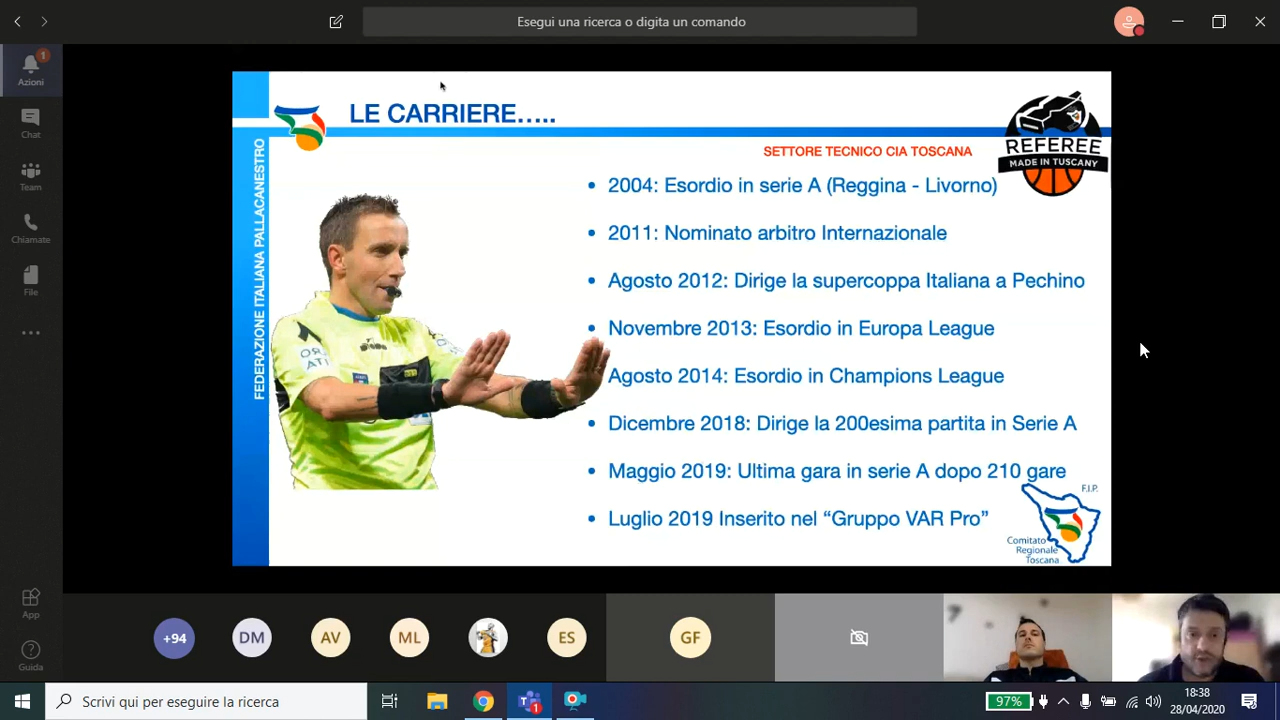 Esegui una ricerca o digita un comando
1
Azioni
Chat
Team
Chiamate
File
App
Guida
LE CARRIERE.....
SETTORE TECNICO CIA TOSCANA
REFEREE
MADE IN TUSCANY
FEDERAZIONE ITALIANA PALLACANESTRO
• 2004: Esordio in serie A (Reggina - Livorno)
• 2011: Nominato arbitro Internazionale
• Agosto 2012: Dirige la supercoppa Italiana a Pechino
• Novembre 2013: Esordio in Europa League
Agosto 2014: Esordio in Champions League
• Dicembre 2018: Dirige la 200esima partita in Serie A
• Maggio 2019: Ultima gara in serie A dopo 210 gare
• Luglio 2019 Inserito nel “Gruppo VAR Pro”
F.I.P.
Comitato
Regionale
Toscana
+94
DM
AV
ML
ES
GF
Scrivi qui per eseguire la ricerca
1
97%
18:38
28/04/2020